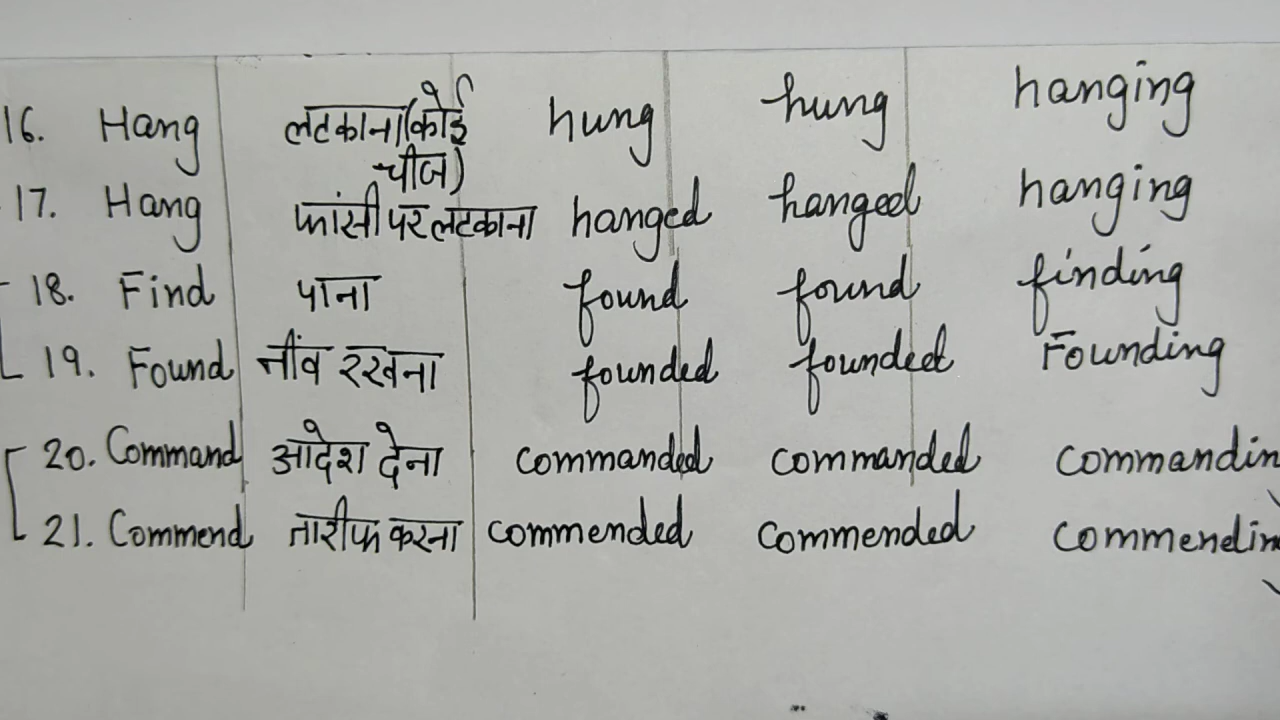 16. Hang लटकाना (कोई चीज) hung hung hanging
17. Hang फांसी पर लटकाना hanged hanged hanging
18. Find पाना found found finding
19. Found नींव रखना founded founded Founding
20. Command आदेश देना commanded commanded commandin
21. Commend तारीफ करना commended commended commendin